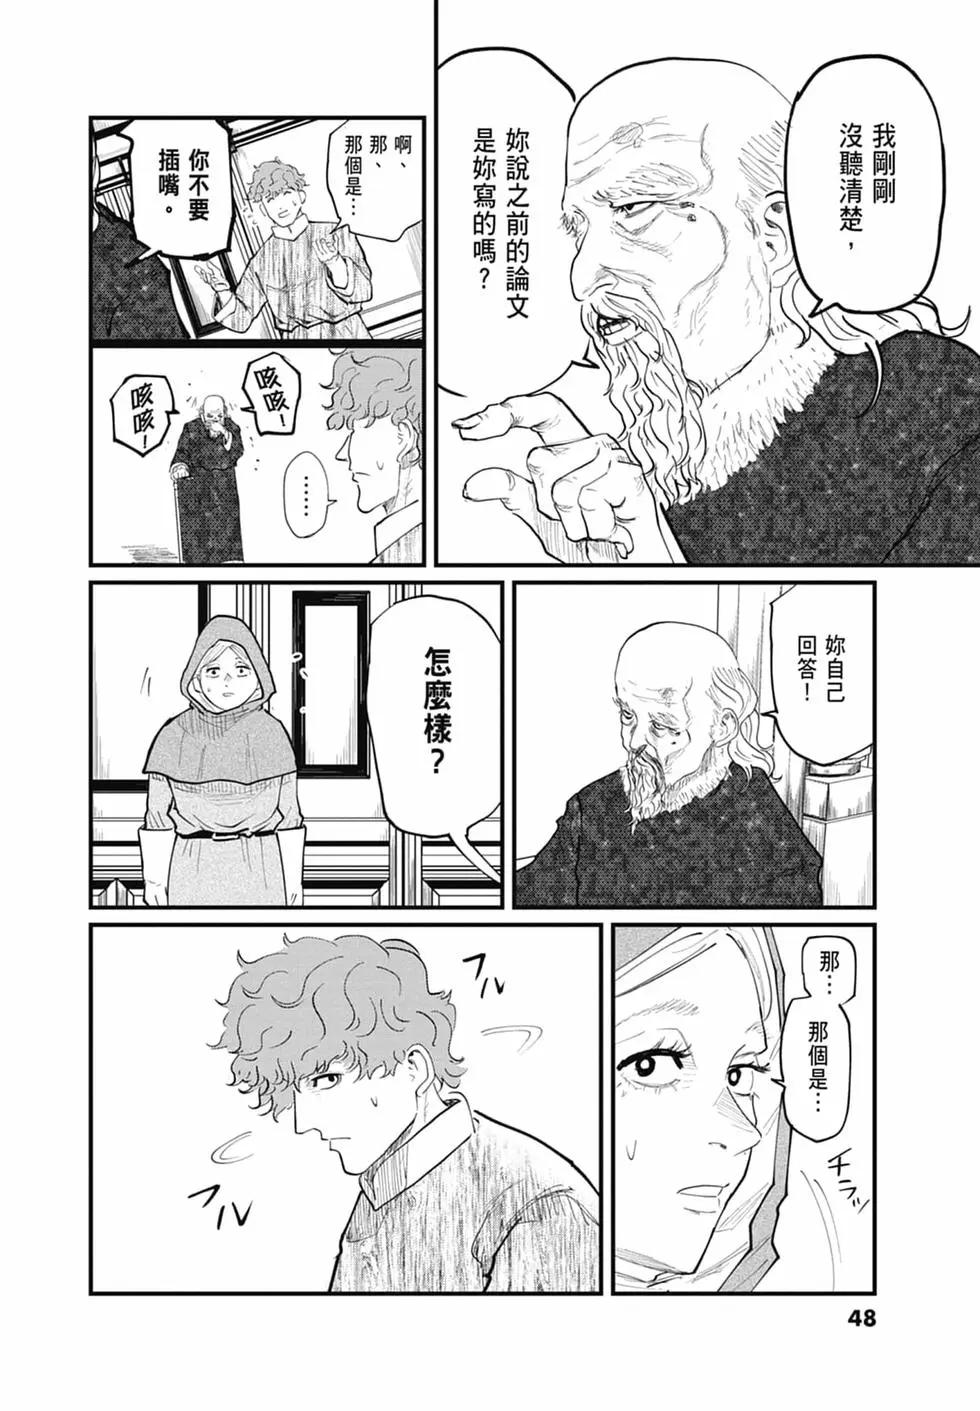 我剛剛
沒聽清楚，
妳說之前的論文
是妳寫的嗎？
啊、
那、
那個是…
你不要
插嘴。
咳咳！
咳咳！
……
妳自己
回答！
怎麼樣？
那…
那個是…
チラッ
フル
フル
48